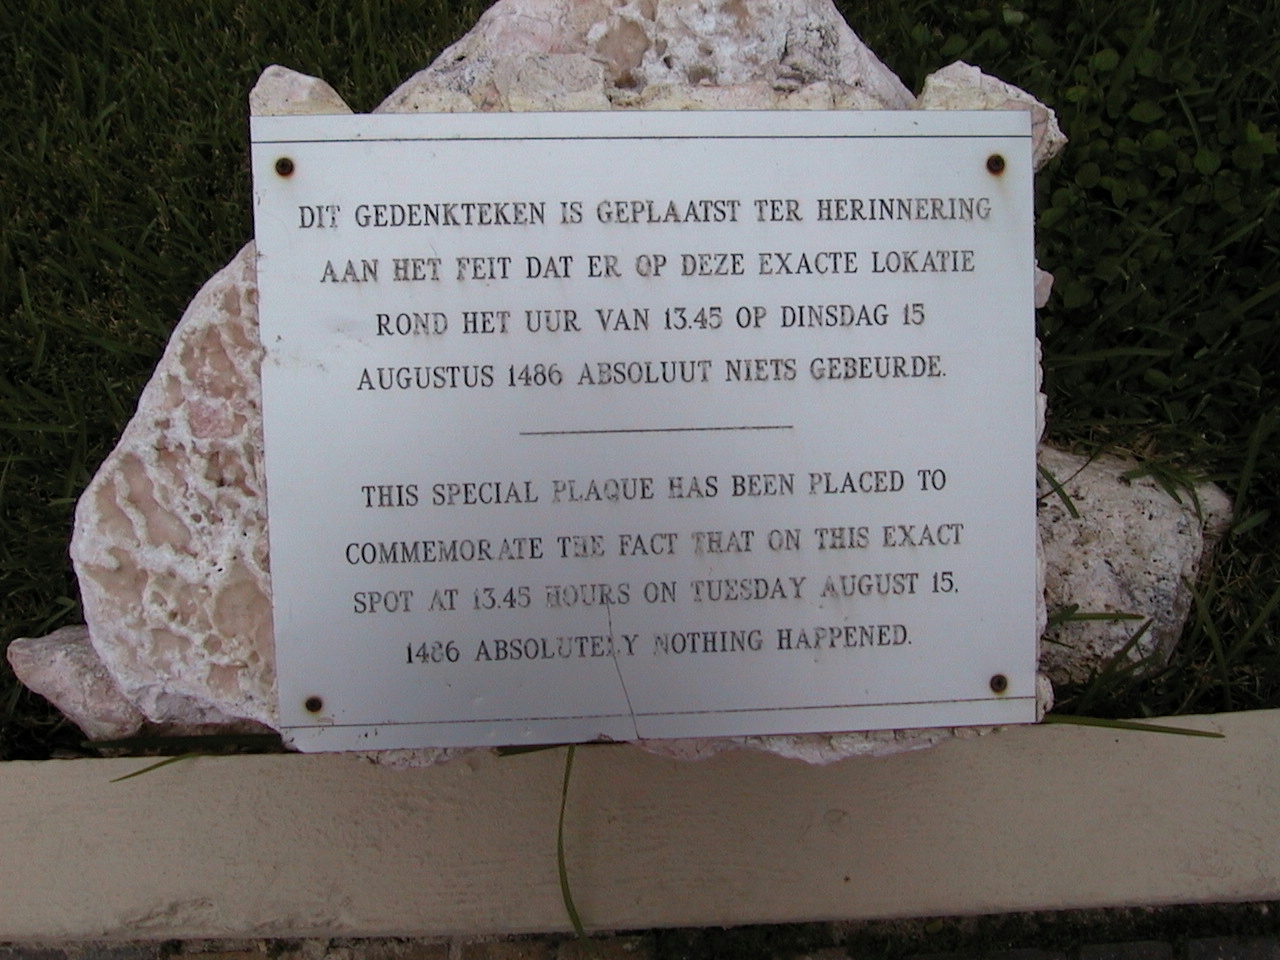 DIT GEDENKTEKEN IS GEPLAATST TER HERINNERING
AAN HET FEIT DAT ER OP DEZE EXACTE LOKATIE
ROND HET UUR VAN 13.45 OP DINSDAG 15
AUGUSTUS 1486 ABSOLUUT NIETS GEBEURDE.
THIS SPECIAL PLAQUE HAS BEEN PLACED TO
COMMEMORATE THE FACT THAT ON THIS EXACT
SPOT AT 13.45 HOURS ON TUESDAY AUGUST 15.
1486 ABSOLUTELY NOTHING HAPPENED.